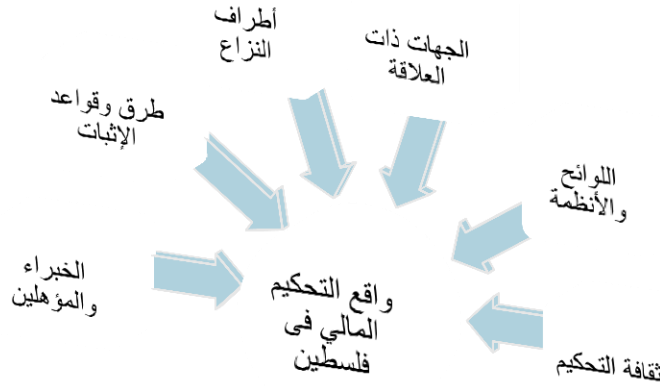 الجهات ذات
العلاقة
أطراف
النزاع
طرق وقواعد
الإثبات
اللوائح
والأنظمة
الخبراء
والمؤهلين
ثقافة التحكيم
واقع التحكيم
المالي فى
فلسطين